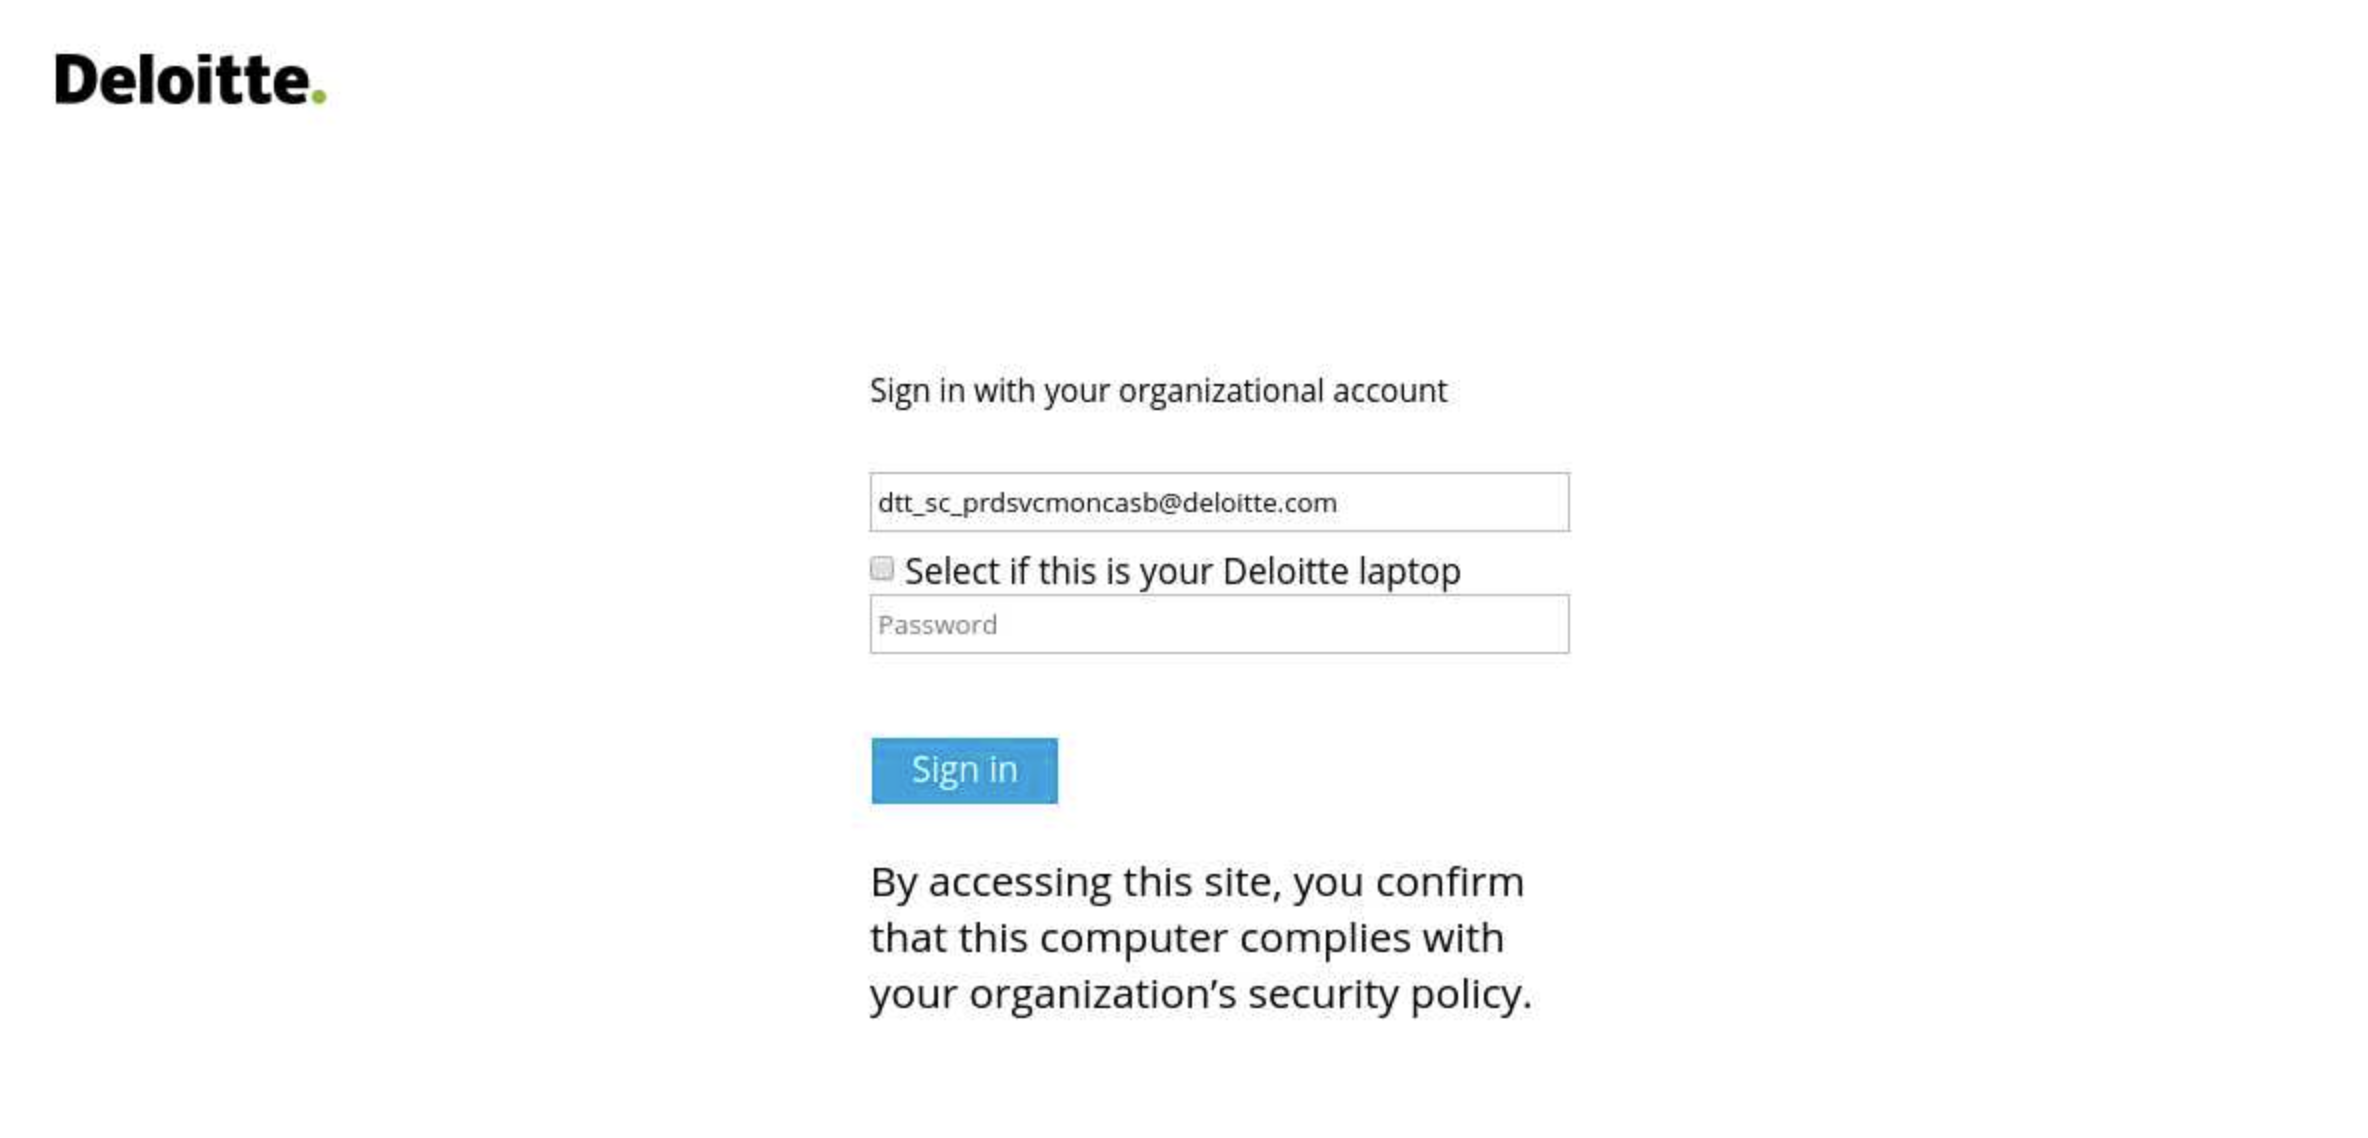 Deloitte.
Sign in with your organizational account
dtt_sc_prdsvcmoncasb@deloitte.com
Select if this is your Deloitte laptop
Password
Sign in
By accessing this site, you confirm
that this computer complies with
your organization’s security policy.